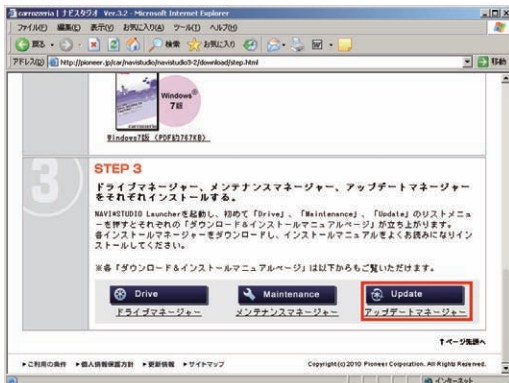 carrozzeria | ナビスタジオ Ver.3.2 - Microsoft Internet Explorer
ファイル(F) 編集(E) 表示(V) お気に入り(A) ツール(T) ヘルプ(H)
戻る 検索 お気に入り
アドレス(D) http://pioneer.jp/car/navistudio/navistudio3-2/download/step.html 移動
Windows®
7版
Windows7版 (PDF約767KB)
3
STEP 3
ドライブマネージャー、メンテナンスマネージャー、アップデートマネージャー
をそれぞれインストールする。
NAVI*STUDIO Launcherを起動し、初めて「Drive」、「Maintenance」、「Update」のリストメニュ
ーを押すとそれぞれの「ダウンロード&インストールマニュアルページ」が立ち上がります。
各インストールマネージャーをダウンロードし、インストールマニュアルをよくお読みになりイン
ストールしてください。
※各「ダウンロード&インストールマニュアルページ」は以下からもご覧いただけます。
Drive Maintenance Update
ドライブマネージャー メンテナンスマネージャー アップデートマネージャー
↑ページ先頭へ
▸ご利用の条件 ▸個人情報保護方針 ▸更新情報 ▸サイトマップ Copyright(c)2010 Pioneer Corporation. All Rights Reserved.
インターネット